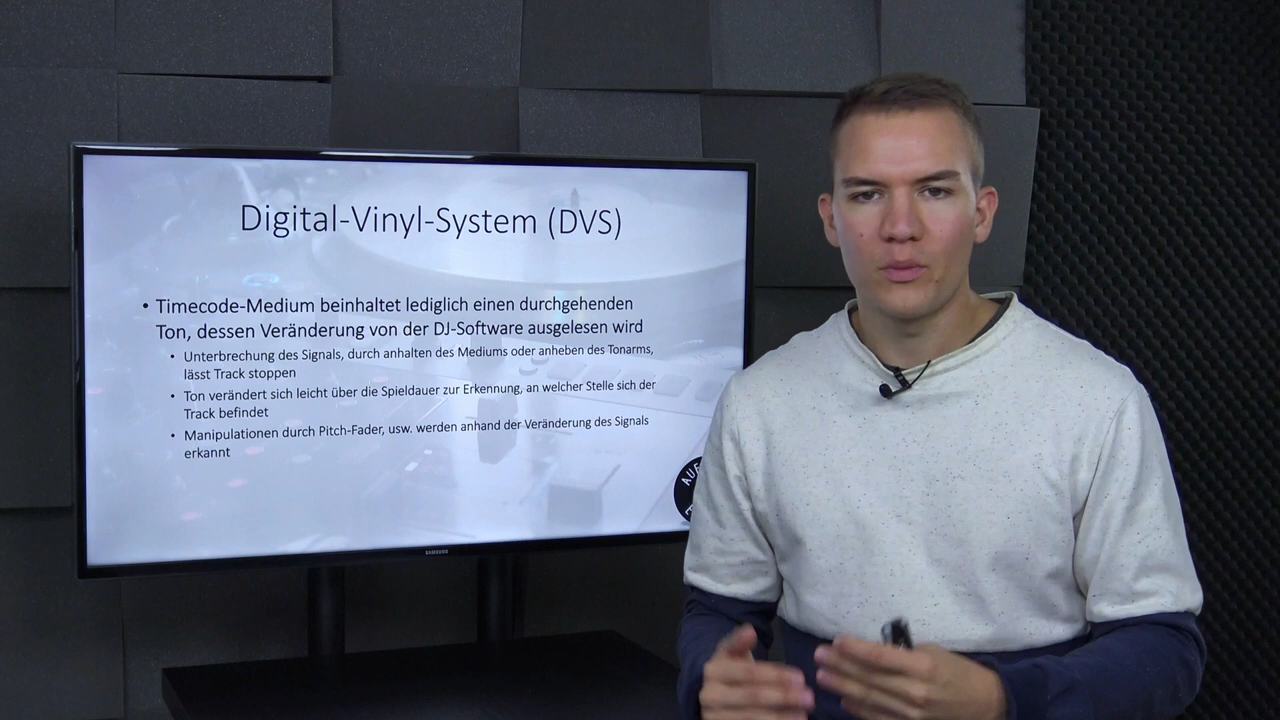 Digital-Vinyl-System (DVS)
• Timecode-Medium beinhaltet lediglich einen durchgehenden
Ton, dessen Veränderung von der DJ-Software ausgelesen wird
• Unterbrechung des Signals, durch anhalten des Mediums oder anheben des Tonarms,
lässt Track stoppen
• Ton verändert sich leicht über die Spieldauer zur Erkennung, an welcher Stelle sich der
Track befindet
• Manipulationen durch Pitch-Fader, usw. werden anhand der Veränderung des Signals
erkannt
SAMSUNG